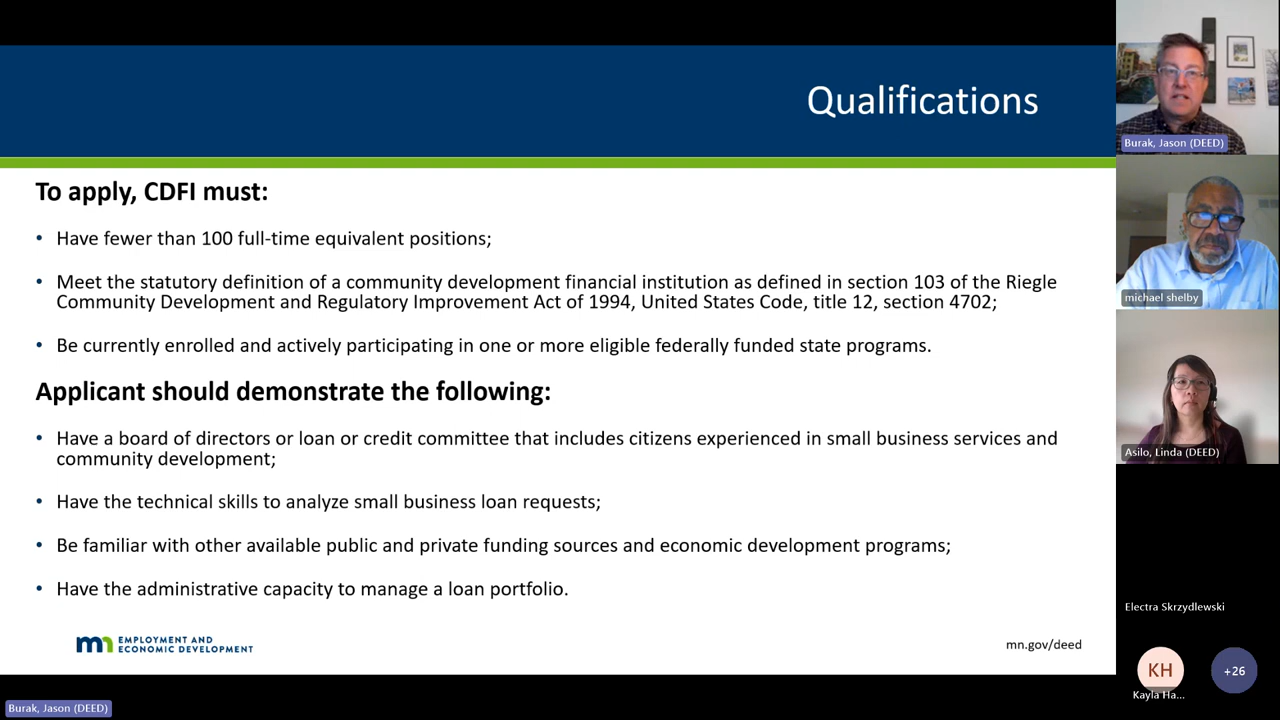 Qualifications
To apply, CDFI must:
• Have fewer than 100 full-time equivalent positions;
• Meet the statutory definition of a community development financial institution as defined in section 103 of the Riegle
Community Development and Regulatory Improvement Act of 1994, United States Code, title 12, section 4702;
• Be currently enrolled and actively participating in one or more eligible federally funded state programs.
Applicant should demonstrate the following:
• Have a board of directors or loan or credit committee that includes citizens experienced in small business services and
community development;
• Have the technical skills to analyze small business loan requests;
• Be familiar with other available public and private funding sources and economic development programs;
• Have the administrative capacity to manage a loan portfolio.
mn EMPLOYMENT AND
ECONOMIC DEVELOPMENT
mn.gov/deed
Burak, Jason (DEED)
Burak, Jason (DEED)
michael shelby
Asilo, Linda (DEED)
Electra Skrzydlewski
KH
+26
Kayla Ha...